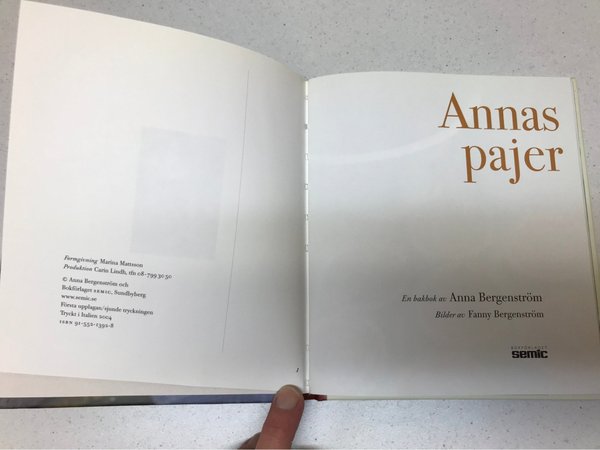 Formgivning Marina Mattsson
Produktion Carin Lindh, tfn 08-799 30 50
© Anna Bergenström och
Bokförlaget SEMIC, Sundbyberg
www.semic.se
Första upplagan/sjunde tryckningen
Tryckt i Italien 2004
ISBN 91-552-1392-8
Annas
pajer
En bakbok av Anna Bergenström
Bilder av Fanny Bergenström
BOKFÖRLAGET
semic